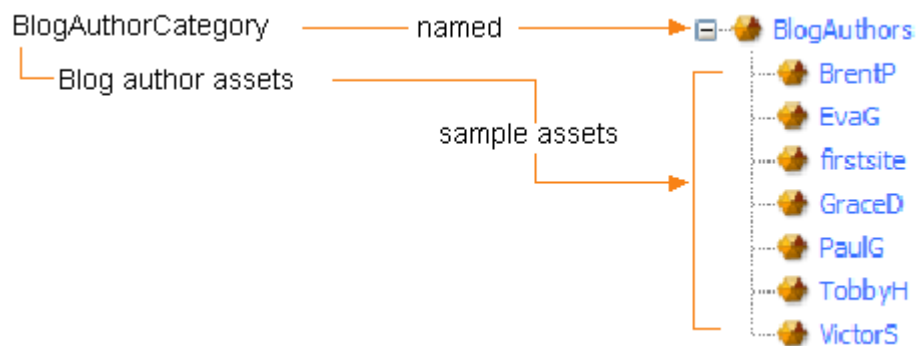 BlogAuthorCategory named BlogAuthors
Blog author assets
sample assets
BrentP
EvaG
firstsite
GraceD
PaulG
TobbyH
VictorS